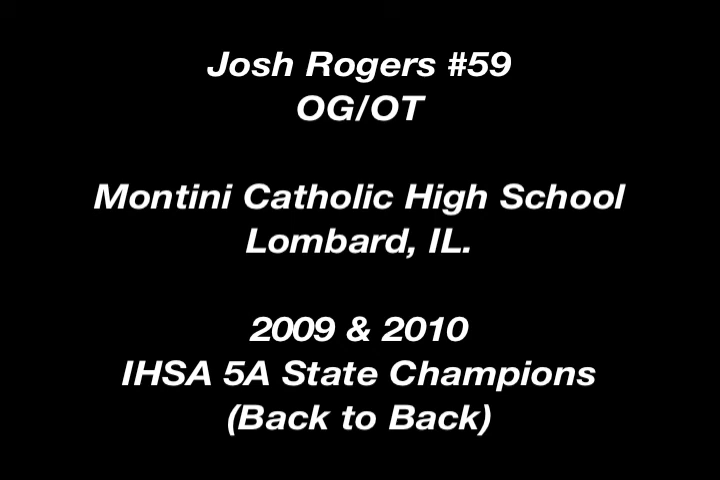 Josh Rogers #59
OG/OT
Montini Catholic High School
Lombard, IL.
2009 & 2010
IHSA 5A State Champions
(Back to Back)